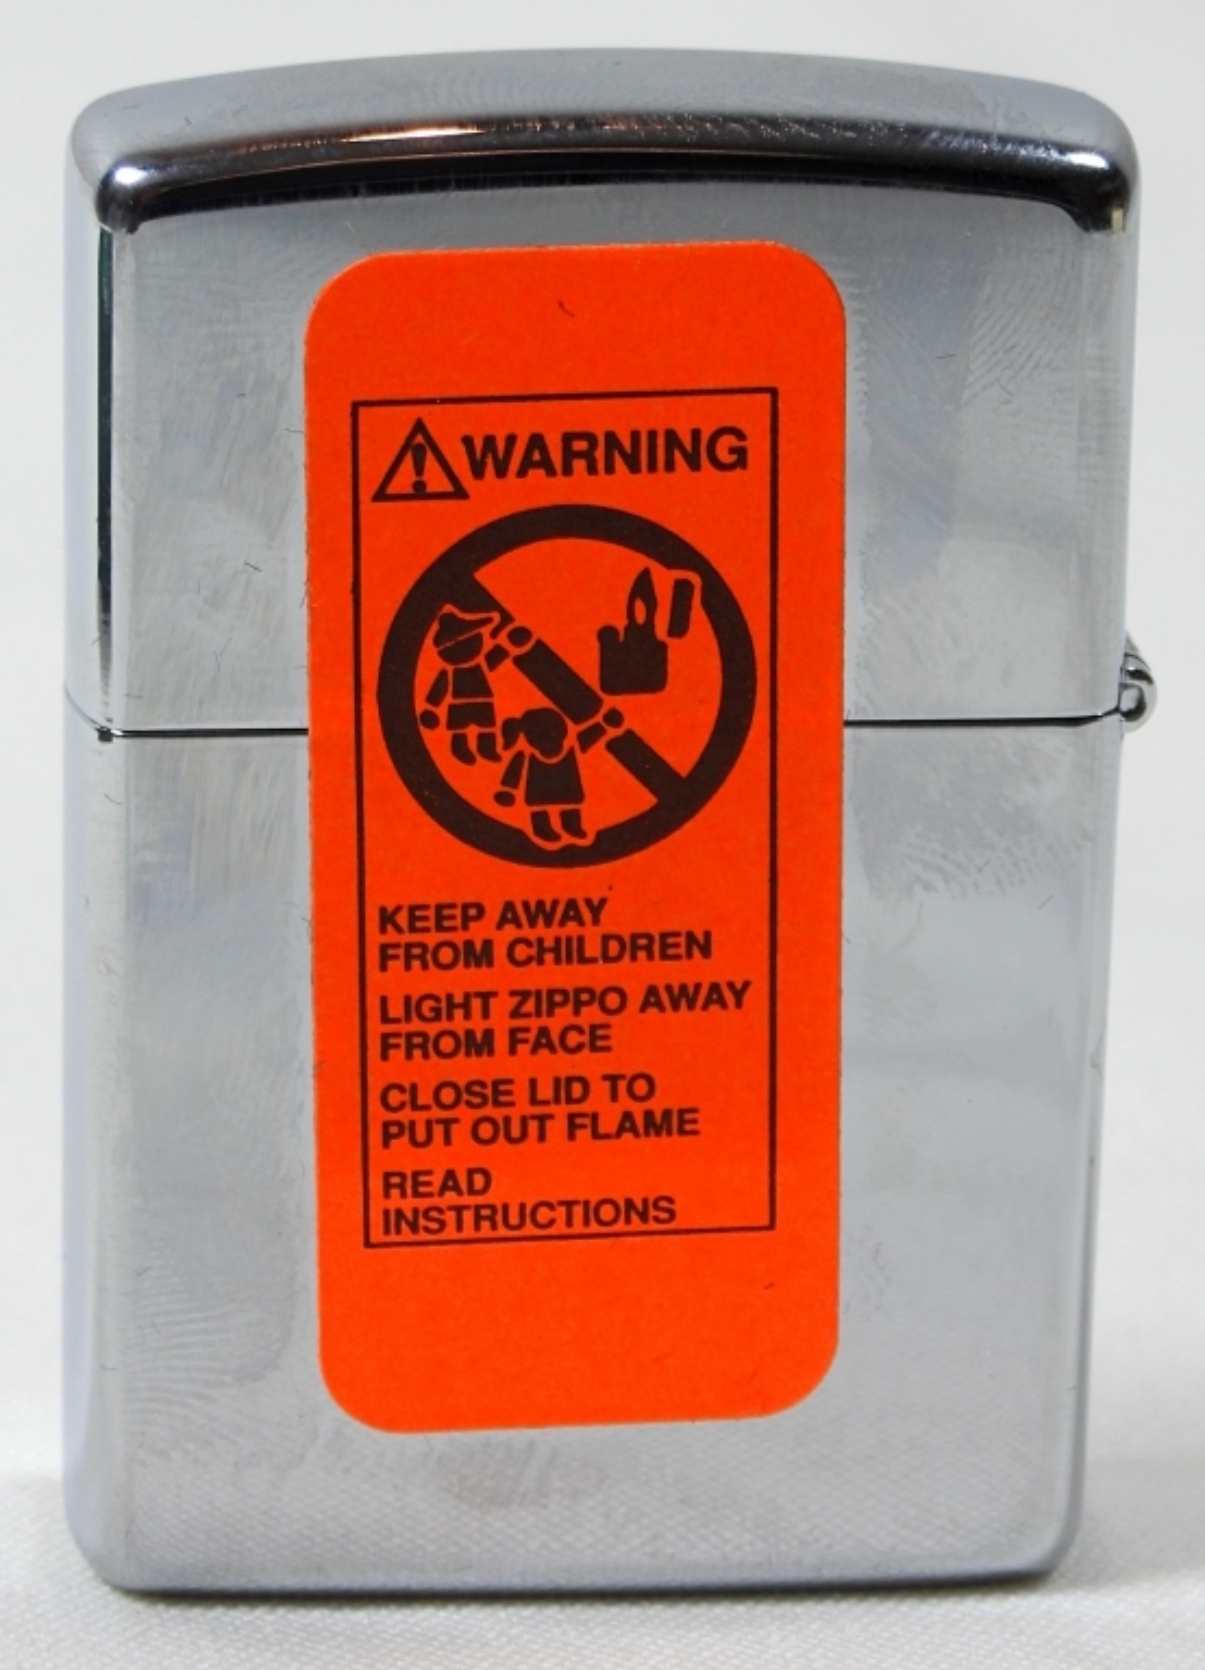 WARNING
KEEP AWAY
FROM CHILDREN
LIGHT ZIPPO AWAY
FROM FACE
CLOSE LID TO
PUT OUT FLAME
READ
INSTRUCTIONS